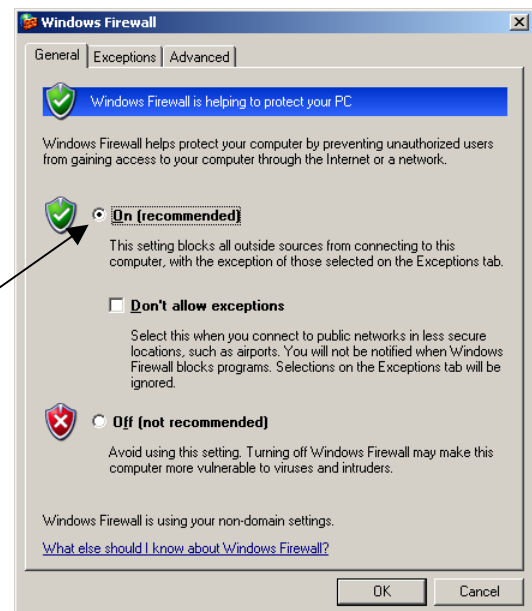 Windows Firewall
General Exceptions Advanced
Windows Firewall is helping to protect your PC
Windows Firewall helps protect your computer by preventing unauthorized users
from gaining access to your computer through the Internet or a network.
On (recommended)
This setting blocks all outside sources from connecting to this
computer, with the exception of those selected on the Exceptions tab.
Don't allow exceptions
Select this when you connect to public networks in less secure
locations, such as airports. You will not be notified when Windows
Firewall blocks programs. Selections on the Exceptions tab will be
ignored.
Off (not recommended)
Avoid using this setting. Turning off Windows Firewall may make this
computer more vulnerable to viruses and intruders.
Windows Firewall is using your non-domain settings.
What else should I know about Windows Firewall?
OK Cancel